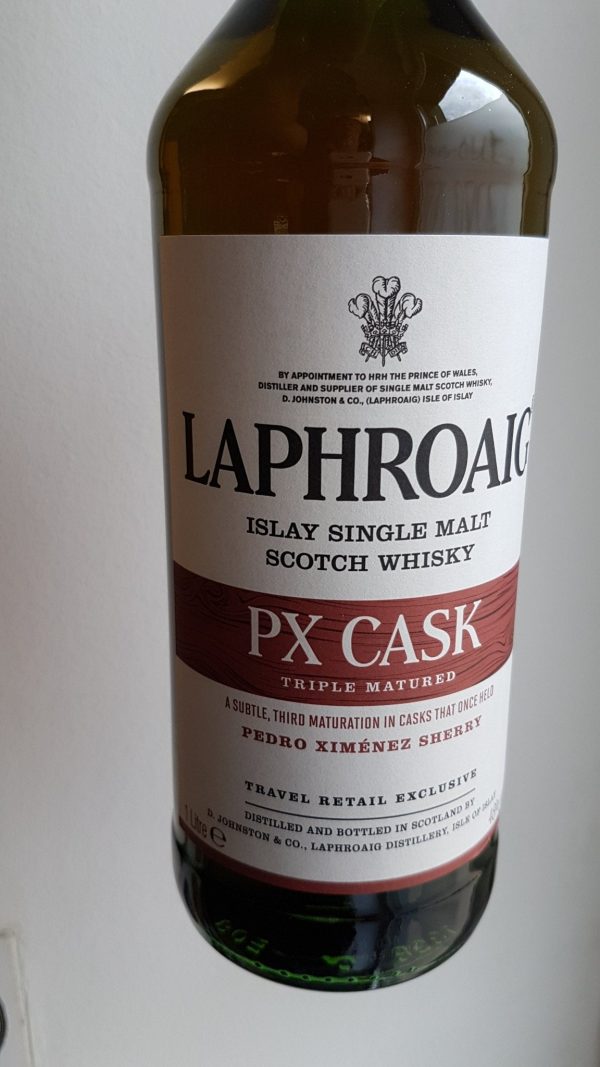 BY APPOINTMENT TO HRH THE PRINCE OF WALES,
DISTILLER AND SUPPLIER OF SINGLE MALT SCOTCH WHISKY,
D. JOHNSTON & CO., (LAPHROAIG) ISLE OF ISLAY
LAPHROAIG
ISLAY SINGLE MALT
SCOTCH WHISKY
PX CASK
TRIPLE MATURED
A SUBTLE, THIRD MATURATION IN CASKS THAT ONCE HELD
PEDRO XIMÉNEZ SHERRY
TRAVEL RETAIL EXCLUSIVE
DISTILLED AND BOTTLED IN SCOTLAND BY
D. JOHNSTON & CO., LAPHROAIG DISTILLERY, ISLE OF ISLAY
1 Litre ℮